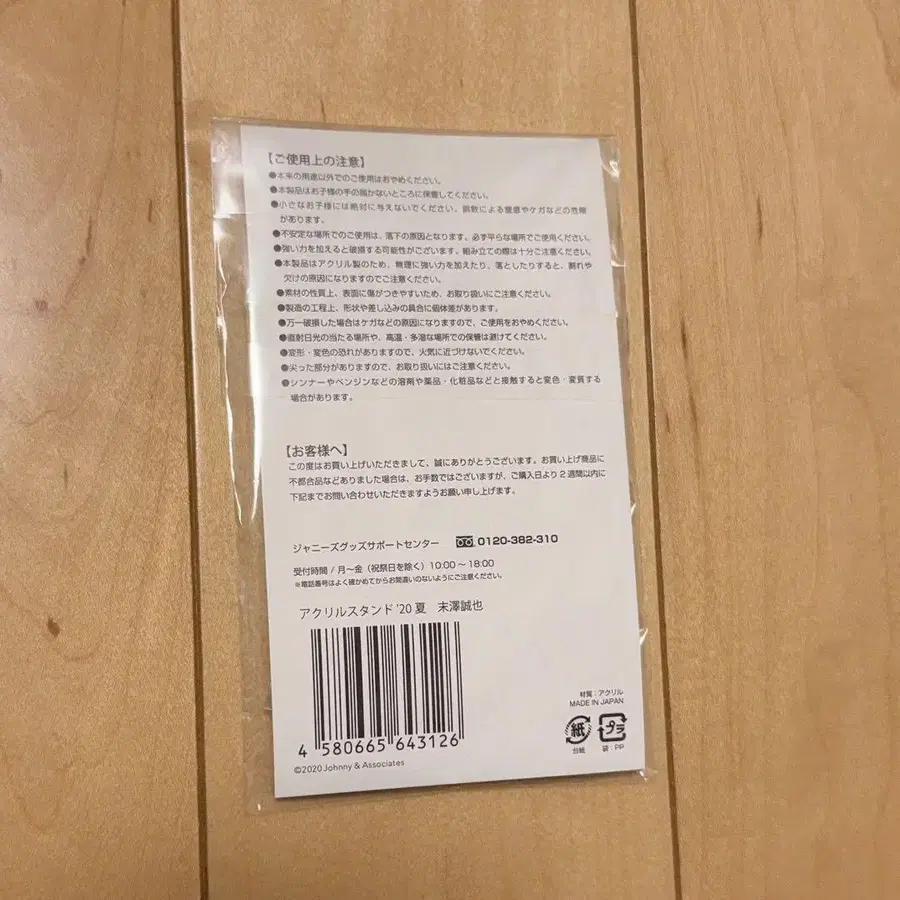 【ご使用上の注意】
●本来の用途以外でのご使用はおやめください。
●本製品はお子様の手の届かないところに保管してください。
●小さなお子様には絶対に与えないでください。誤飲による窒息やケガなどの危険
があります。
●不安定な場所でのご使用は、落下の原因となります。必ず平らな場所でご使用ください。
●強い力を加えると破損する可能性がございます。組み立ての際は十分ご注意ください。
●本製品はアクリル製のため、無理に強い力を加えたり、落としたりすると、割れや
欠けの原因になりますのでご注意ください。
●素材の性質上、表面に傷がつきやすいため、お取り扱いにご注意ください。
●製造の工程上、形状や差し込みの具合に個体差があります。
●万一破損した場合はケガなどの原因になりますので、ご使用をおやめください。
●直射日光の当たる場所や、高温・多湿な場所での保管は避けてください。
●変形・変色の恐れがありますので、火気に近づけないでください。
●尖った部分がありますので、お取り扱いにはご注意ください。
●シンナーやベンジンなどの溶剤や薬品・化粧品などと接触すると変色・変質する
場合があります。
【お客様へ】
この度はお買い上げいただきまして、誠にありがとうございます。お買い上げ商品に
不都合品などありました場合は、お手数ではございますが、ご購入日より2週間以内に
下記までお問い合わせいただきますようお願い申し上げます。
ジャニーズグッズサポートセンター 0120-382-310
受付時間/月~金(祝祭日を除く)10:00~18:00
※電話番号はよく確かめてからお間違いのないようにご注意ください。
アクリルスタンド '20 夏 末澤誠也
4 580665 643126
©2020 Johnny & Associates
材質:アクリル
MADE IN JAPAN
紙 プラ
台紙 袋:PP